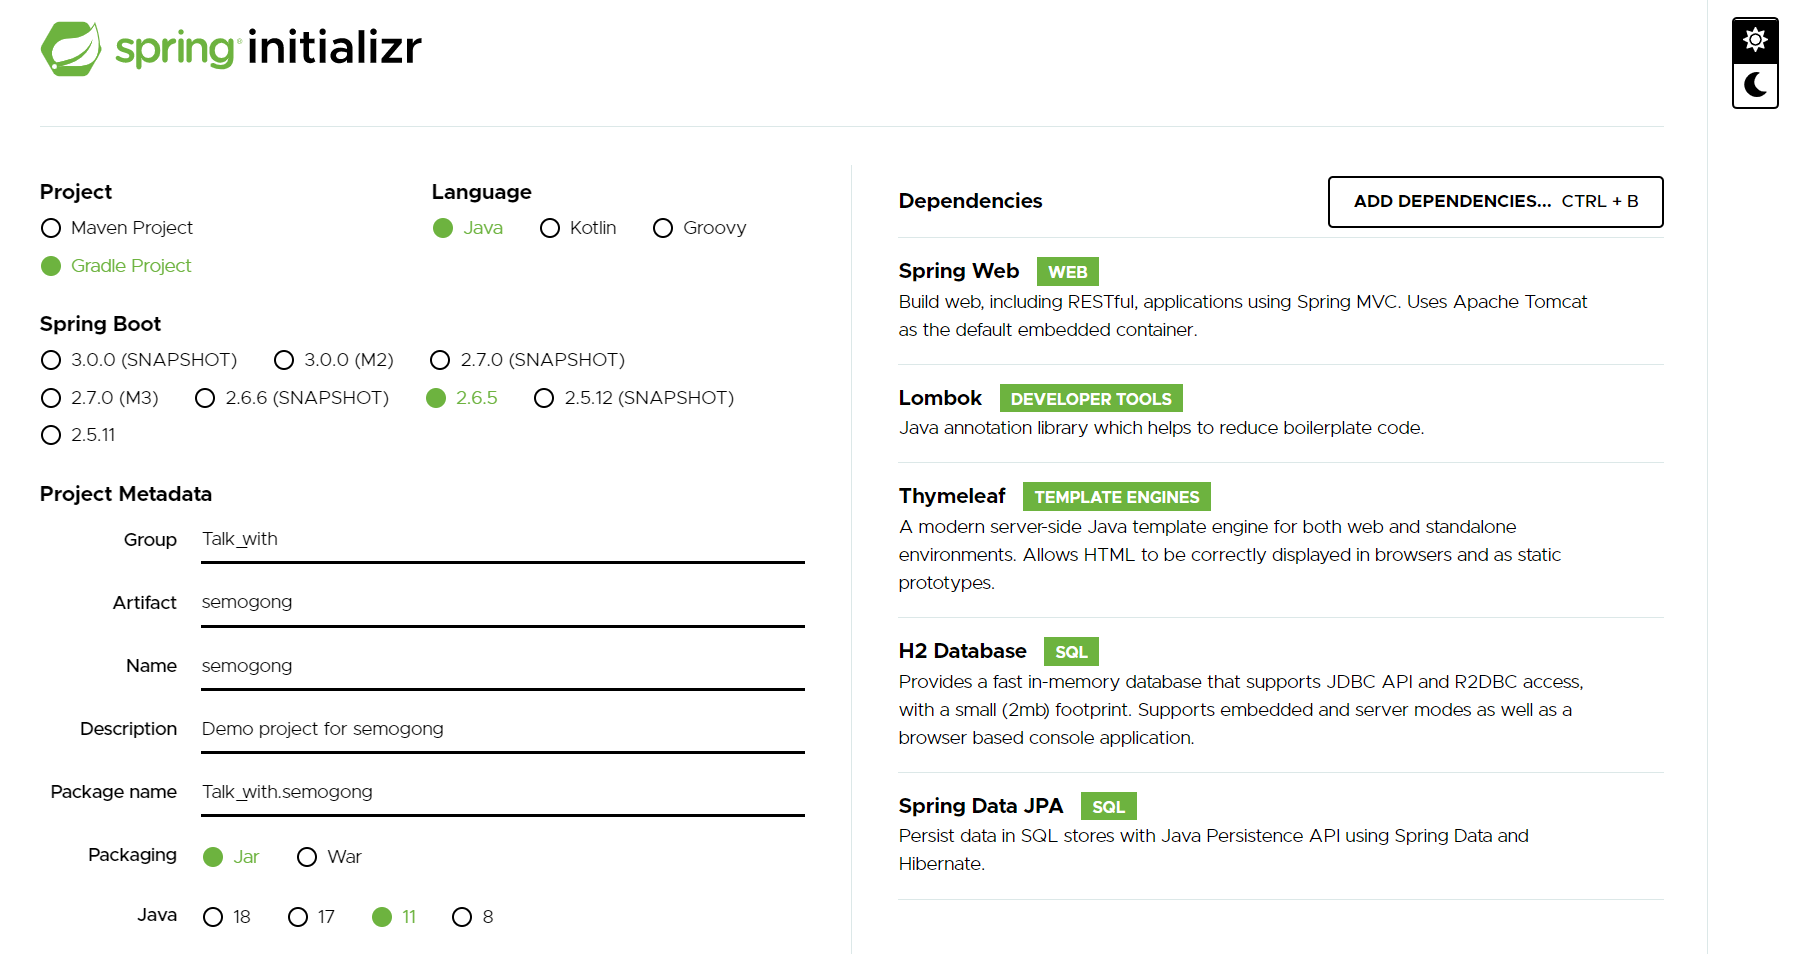 spring initializr
Project
Maven Project
Gradle Project
Language
Java Kotlin Groovy
Spring Boot
3.0.0 (SNAPSHOT) 3.0.0 (M2) 2.7.0 (SNAPSHOT)
2.7.0 (M3) 2.6.6 (SNAPSHOT) 2.6.5 2.5.12 (SNAPSHOT)
2.5.11
Project Metadata
Group Talk_with
Artifact semogong
Name semogong
Description Demo project for semogong
Package name Talk_with.semogong
Packaging Jar War
Java 18 17 11 8
Dependencies ADD DEPENDENCIES... CTRL + B
Spring Web WEB
Build web, including RESTful, applications using Spring MVC. Uses Apache Tomcat
as the default embedded container.
Lombok DEVELOPER TOOLS
Java annotation library which helps to reduce boilerplate code.
Thymeleaf TEMPLATE ENGINES
A modern server-side Java template engine for both web and standalone
environments. Allows HTML to be correctly displayed in browsers and as static
prototypes.
H2 Database SQL
Provides a fast in-memory database that supports JDBC API and R2DBC access,
with a small (2mb) footprint. Supports embedded and server modes as well as a
browser based console application.
Spring Data JPA SQL
Persist data in SQL stores with Java Persistence API using Spring Data and
Hibernate.